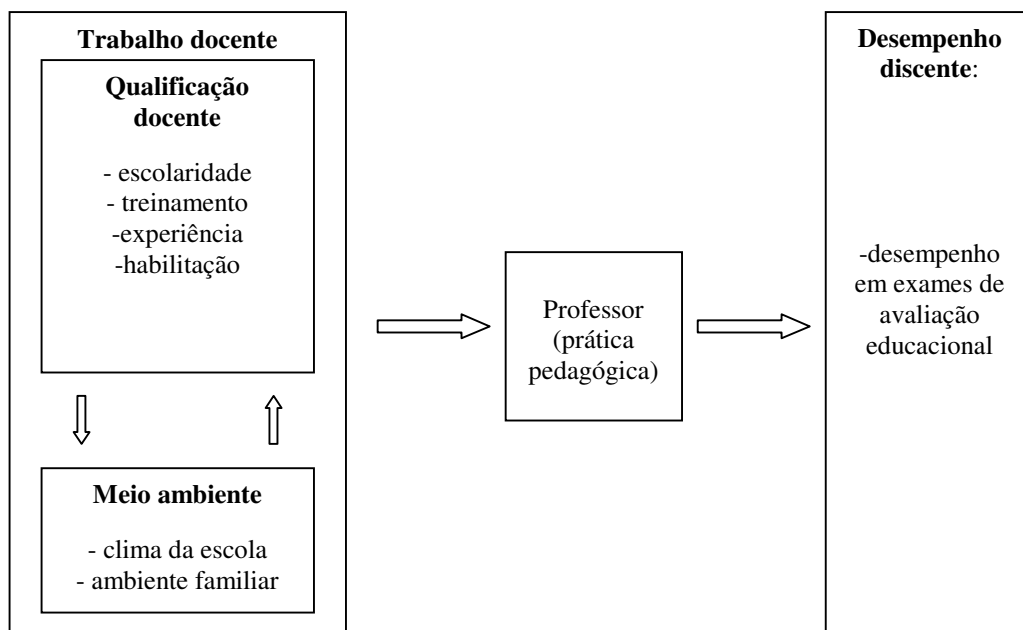 Trabalho docente
Qualificação
docente
- escolaridade
- treinamento
-experiência
-habilitação
Meio ambiente
- clima da escola
- ambiente familiar
Professor
(prática
pedagógica)
Desempenho
discente:
-desempenho
em exames de
avaliação
educacional